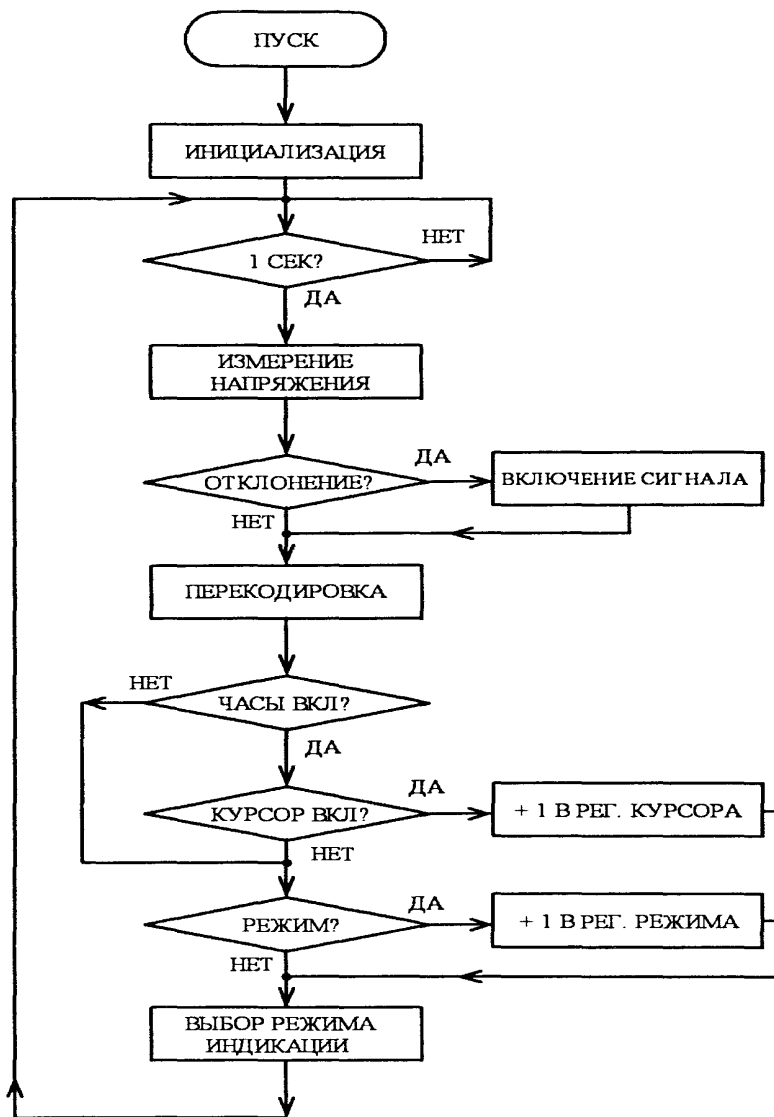 ПУСК
ИНИЦИАЛИЗАЦИЯ
НЕТ
1 СЕК?
ДА
ИЗМЕРЕНИЕ
НАПРЯЖЕНИЯ
ДА
ОТКЛОНЕНИЕ?
ВКЛЮЧЕНИЕ СИГНАЛА
НЕТ
ПЕРЕКОДИРОВКА
НЕТ
ЧАСЫ ВКЛ?
ДА
ДА
КУРСОР ВКЛ?
+ 1 В РЕГ. КУРСОРА
НЕТ
ДА
РЕЖИМ?
+ 1 В РЕГ. РЕЖИМА
НЕТ
ВЫБОР РЕЖИМА
ИНДИКАЦИИ